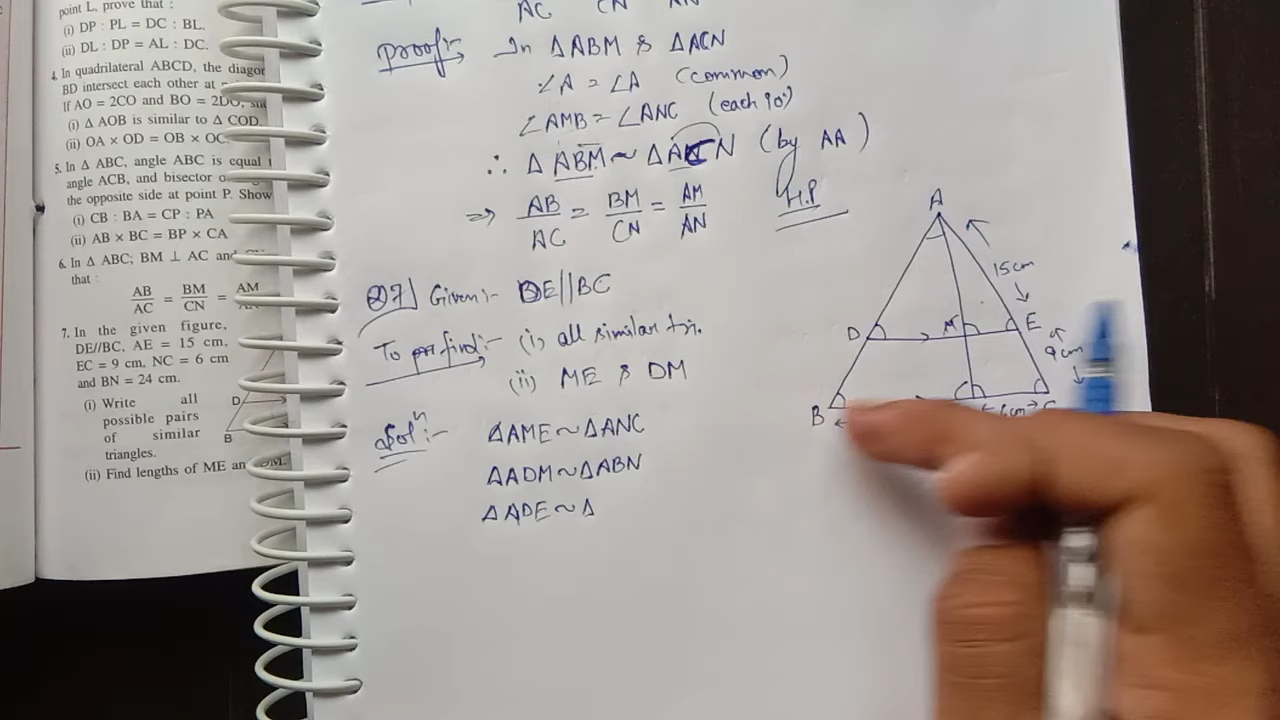 point L, prove that :
(i) DP : PL = DC : BL.
(ii) DL : DP = AL : DC.
4. In quadrilateral ABCD, the diagon
BD intersect each other at
If AO = 2CO and BO = 2DO,
(i) Δ AOB is similar to Δ COD.
(ii) OA × OD = OB × OC
5. In Δ ABC, angle ABC is equal
angle ACB, and bisector o
the opposite side at point P. Show
(i) CB : BA = CP : PA
(ii) AB × BC = BP × CA
6. In Δ ABC; BM ⊥ AC and
that :
AB/AC = BM/CN = AM
7. In the given figure,
DE//BC, AE = 15 cm,
EC = 9 cm, NC = 6 cm
and BN = 24 cm.
(i) Write all
possible pairs
of similar
triangles.
(ii) Find lengths of ME an DM.
D
B
AC CN AN
Proof:- In ΔABM & ΔACN
∠A = ∠A (common)
∠AMB = ∠ANC (each 90°)
∴ Δ ABM ~ ΔACN (by AA)
=> AB/AC = BM/CN = AM/AN H.P
Q7] Given:- DE//BC
To find:- (i) all similar tri.
(ii) ME & DM
Solⁿ:- ΔAME ~ ΔANC
ΔADM ~ ΔABN
ΔADE ~ Δ
A
15cm
D M E
9cm
B 6cm C